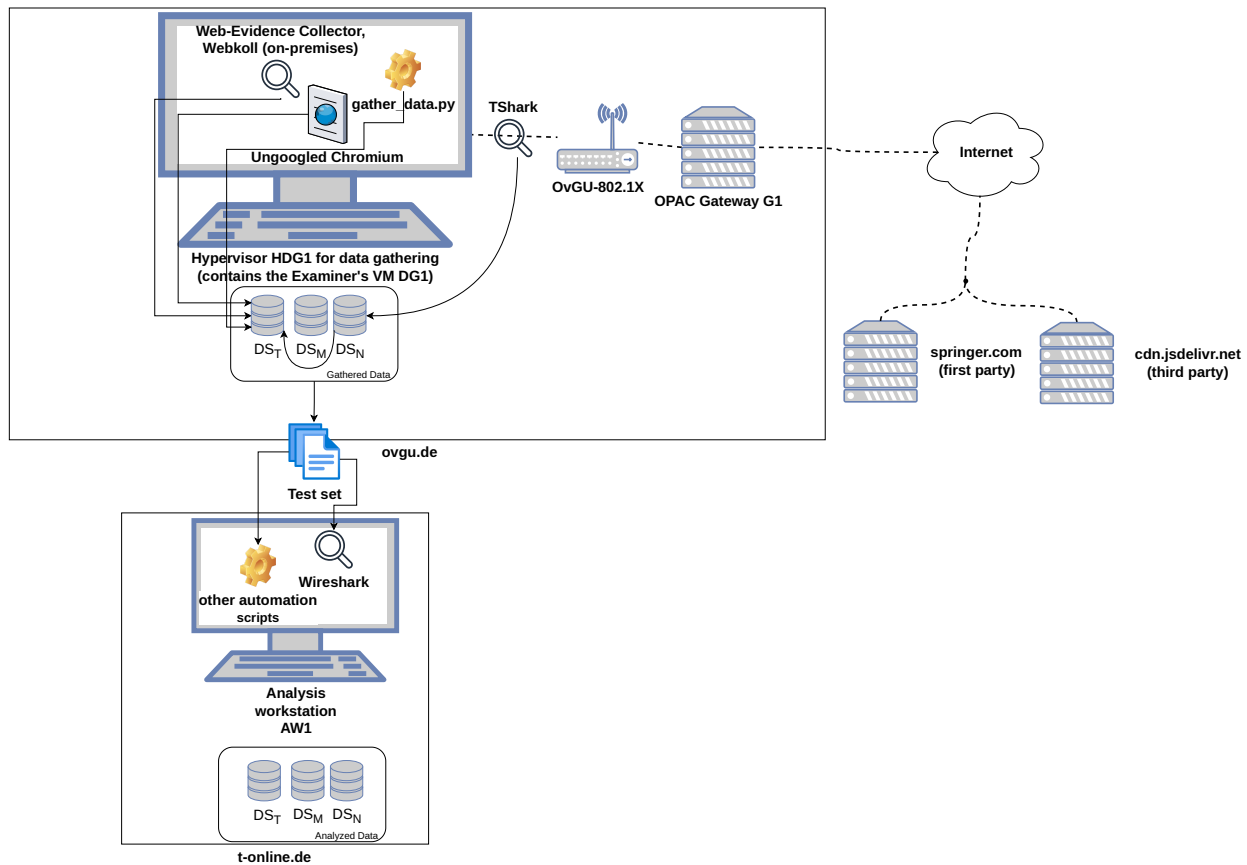 Web-Evidence Collector,
Webkoll (on-premises)
gather_data.py
Ungoogled Chromium
TShark
OvGU-802.1X
OPAC Gateway G1
Internet
Hypervisor HDG1 for data gathering
(contains the Examiner's VM DG1)
DST DSM DSN
Gathered Data
springer.com
(first party)
cdn.jsdelivr.net
(third party)
ovgu.de
Test set
Wireshark
other automation
scripts
Analysis
workstation
AW1
DST DSM DSN
Analyzed Data
t-online.de